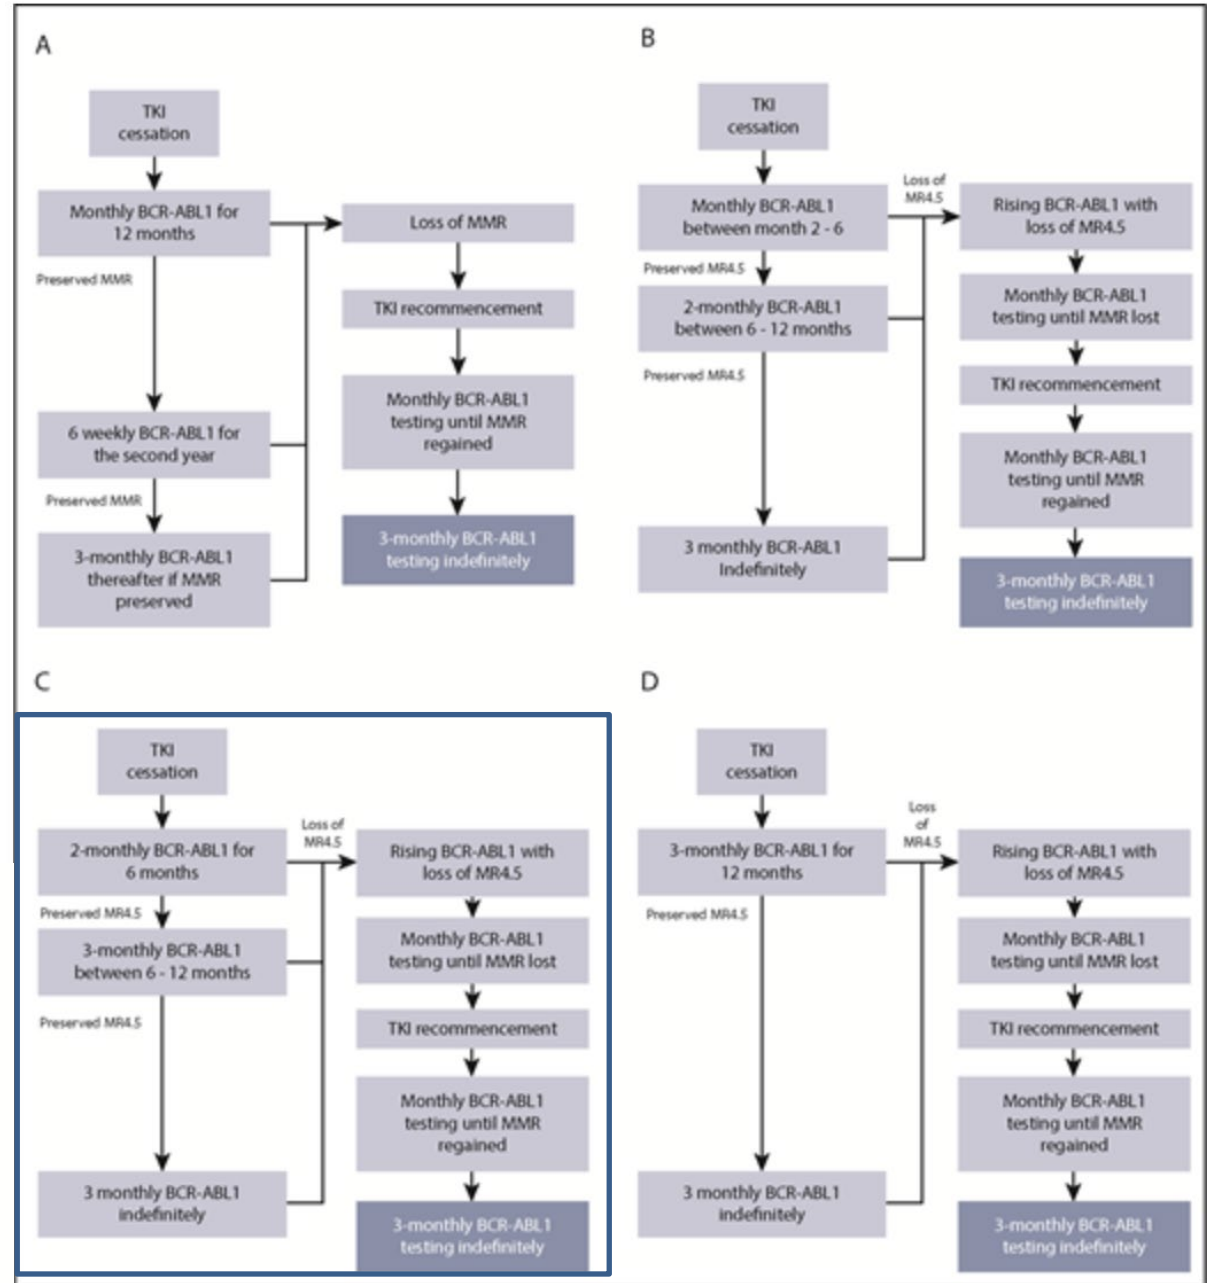 A
TKI
cessation
Monthly BCR-ABL1 for
12 months
Preserved MMR
6 weekly BCR-ABL1 for
the second year
Preserved MMR
3-monthly BCR-ABL1
thereafter if MMR
preserved
Loss of MMR
TKI recommencement
Monthly BCR-ABL1
testing until MMR
regained
3-monthly BCR-ABL1
testing indefinitely
B
TKI
cessation
Monthly BCR-ABL1
between month 2 - 6
Preserved MR4.5
2-monthly BCR-ABL1
between 6 - 12 months
Preserved MR4.5
3 monthly BCR-ABL1
Indefinitely
Loss of
MR4.5
Rising BCR-ABL1 with
loss of MR4.5
Monthly BCR-ABL1
testing until MMR lost
TKI recommencement
Monthly BCR-ABL1
testing until MMR
regained
3-monthly BCR-ABL1
testing indefinitely
C
TKI
cessation
2-monthly BCR-ABL1 for
6 months
Preserved MR4.5
3-monthly BCR-ABL1
between 6 - 12 months
Preserved MR4.5
3 monthly BCR-ABL1
indefinitely
Loss of
MR4.5
Rising BCR-ABL1 with
loss of MR4.5
Monthly BCR-ABL1
testing until MMR lost
TKI recommencement
Monthly BCR-ABL1
testing until MMR
regained
3-monthly BCR-ABL1
testing indefinitely
D
TKI
cessation
3-monthly BCR-ABL1 for
12 months
Preserved MR4.5
3 monthly BCR-ABL1
indefinitely
Loss
of
MR4.5
Rising BCR-ABL1 with
loss of MR4.5
Monthly BCR-ABL1
testing until MMR lost
TKI recommencement
Monthly BCR-ABL1
testing until MMR
regained
3-monthly BCR-ABL1
testing indefinitely